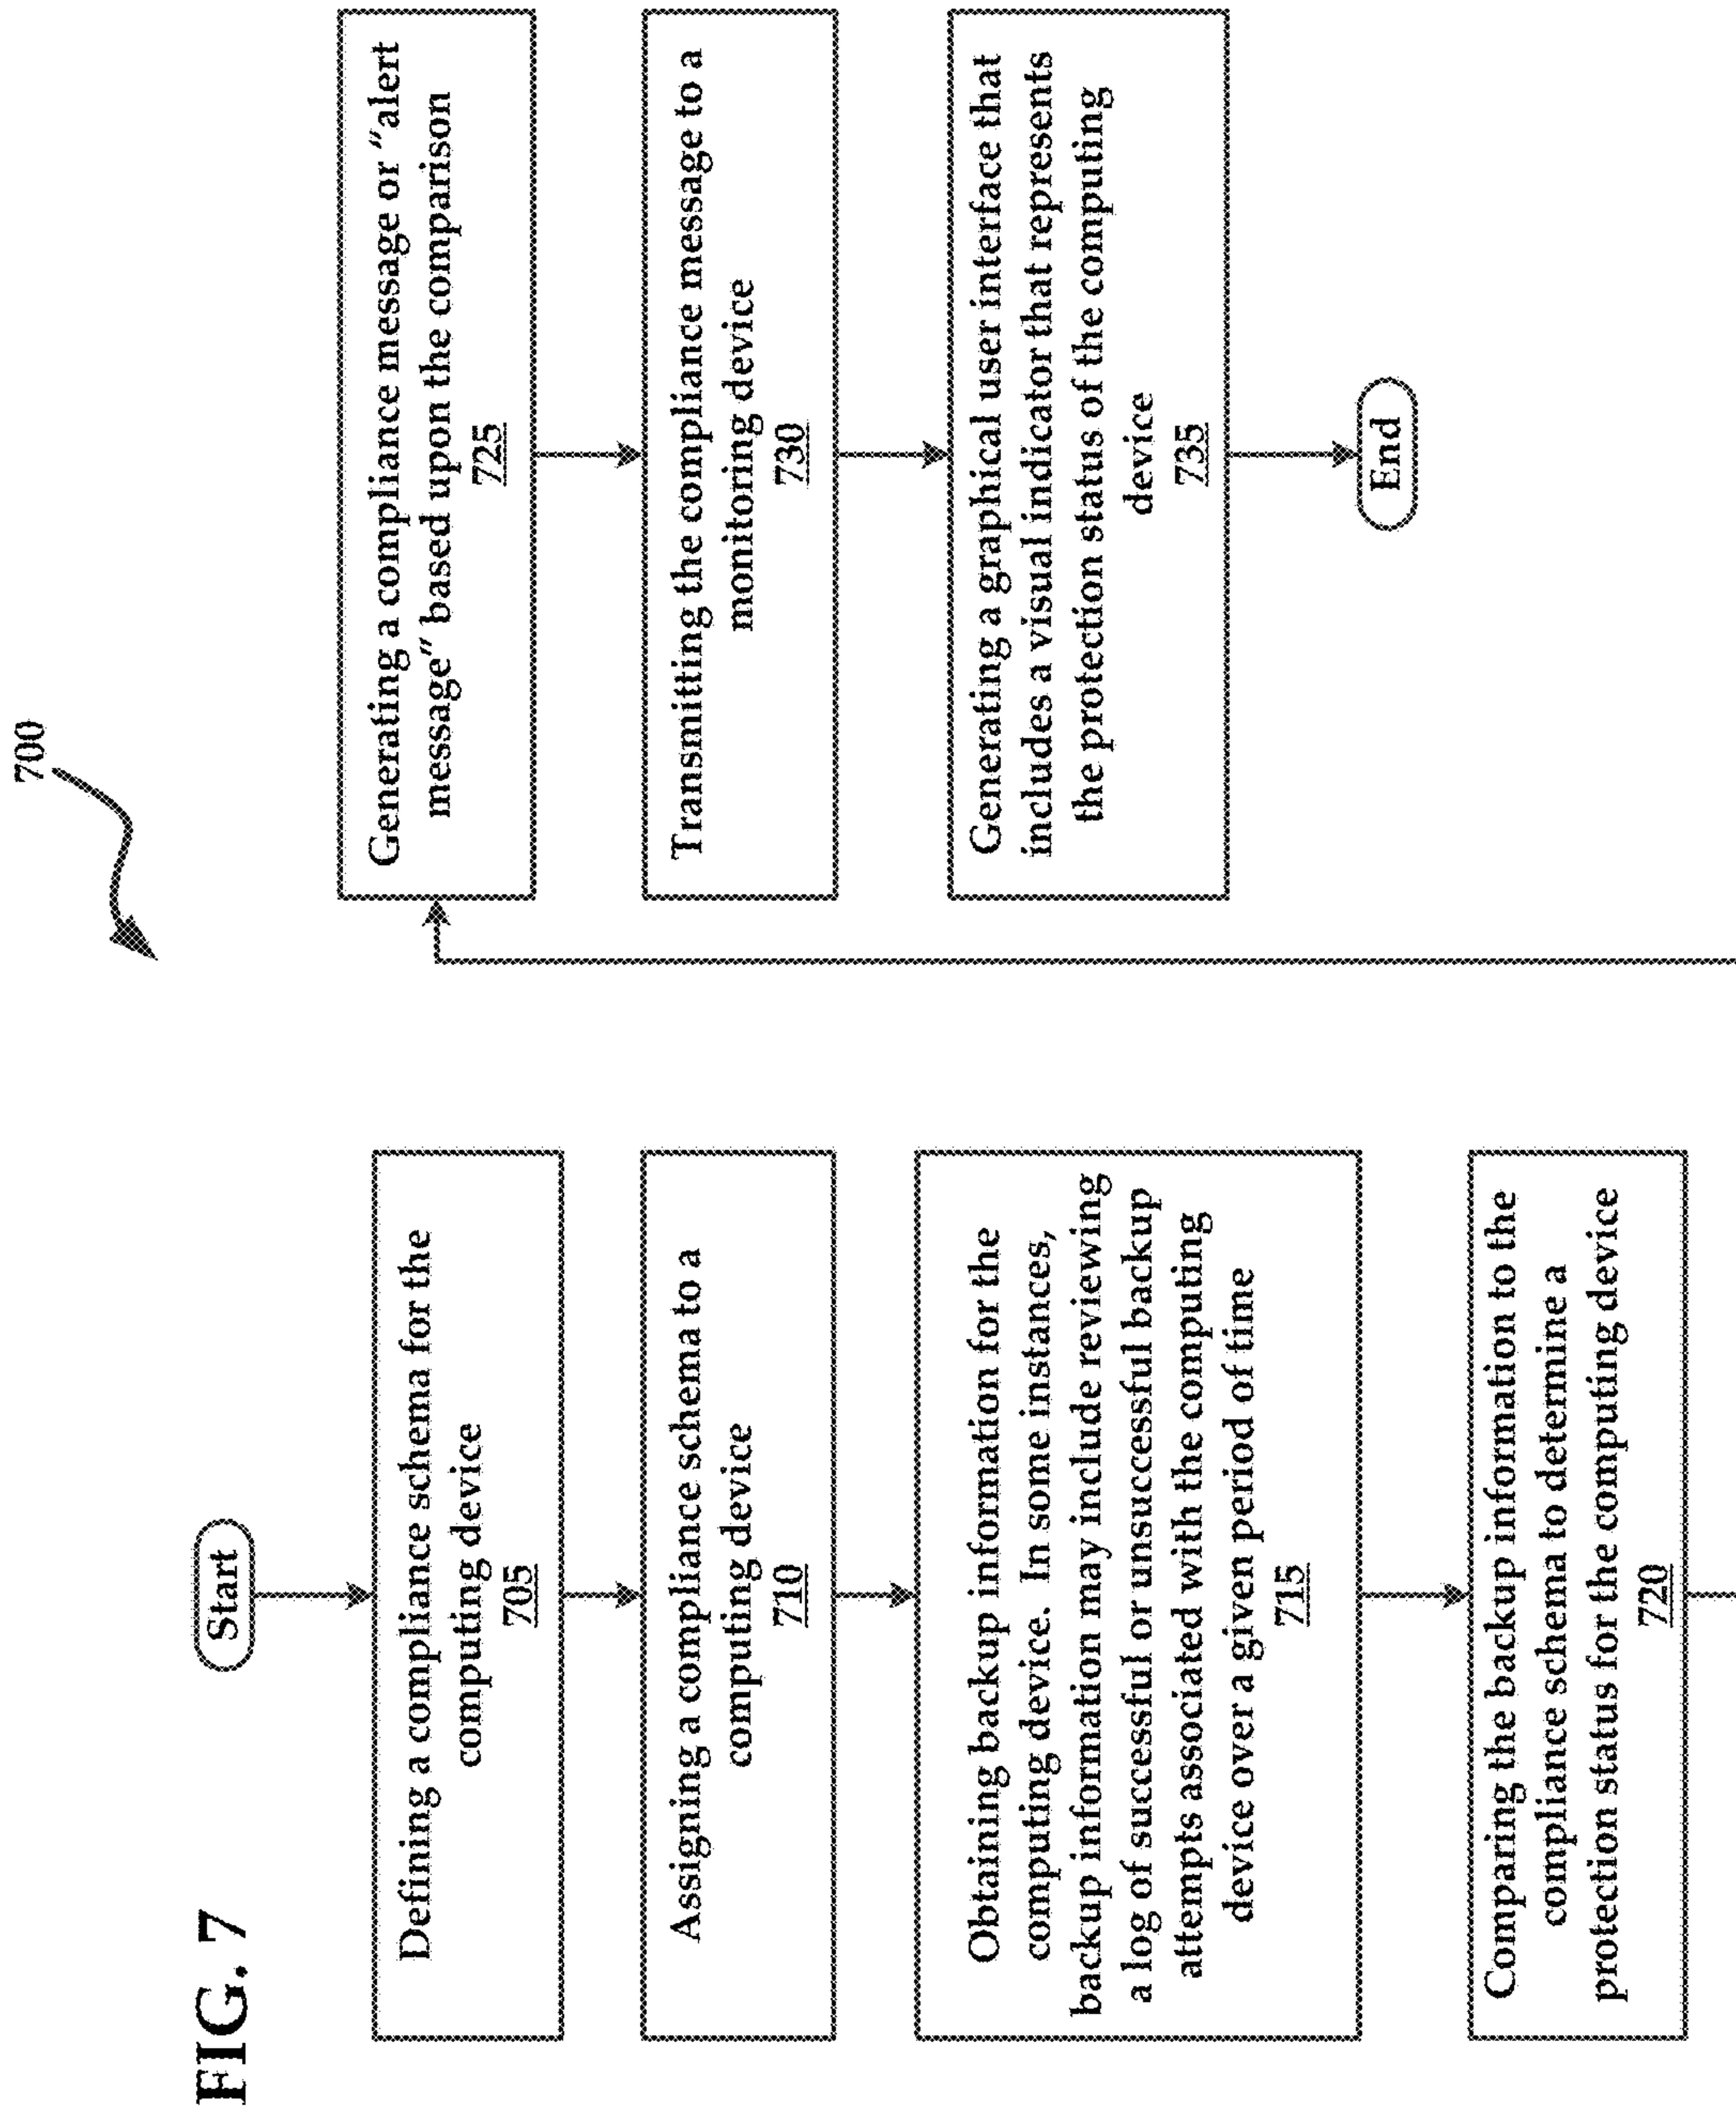 FIG. 7
700
Start
Defining a compliance schema for the
computing device
705
Assigning a compliance schema to a
computing device
710
Obtaining backup information for the
computing device. In some instances,
backup information may include reviewing
a log of successful or unsuccessful backup
attempts associated with the computing
device over a given period of time
715
Comparing the backup information to the
compliance schema to determine a
protection status for the computing device
720
Generating a compliance message or "alert
message" based upon the comparison
725
Transmitting the compliance message to a
monitoring device
730
Generating a graphical user interface that
includes a visual indicator that represents
the protection status of the computing
device
735
End